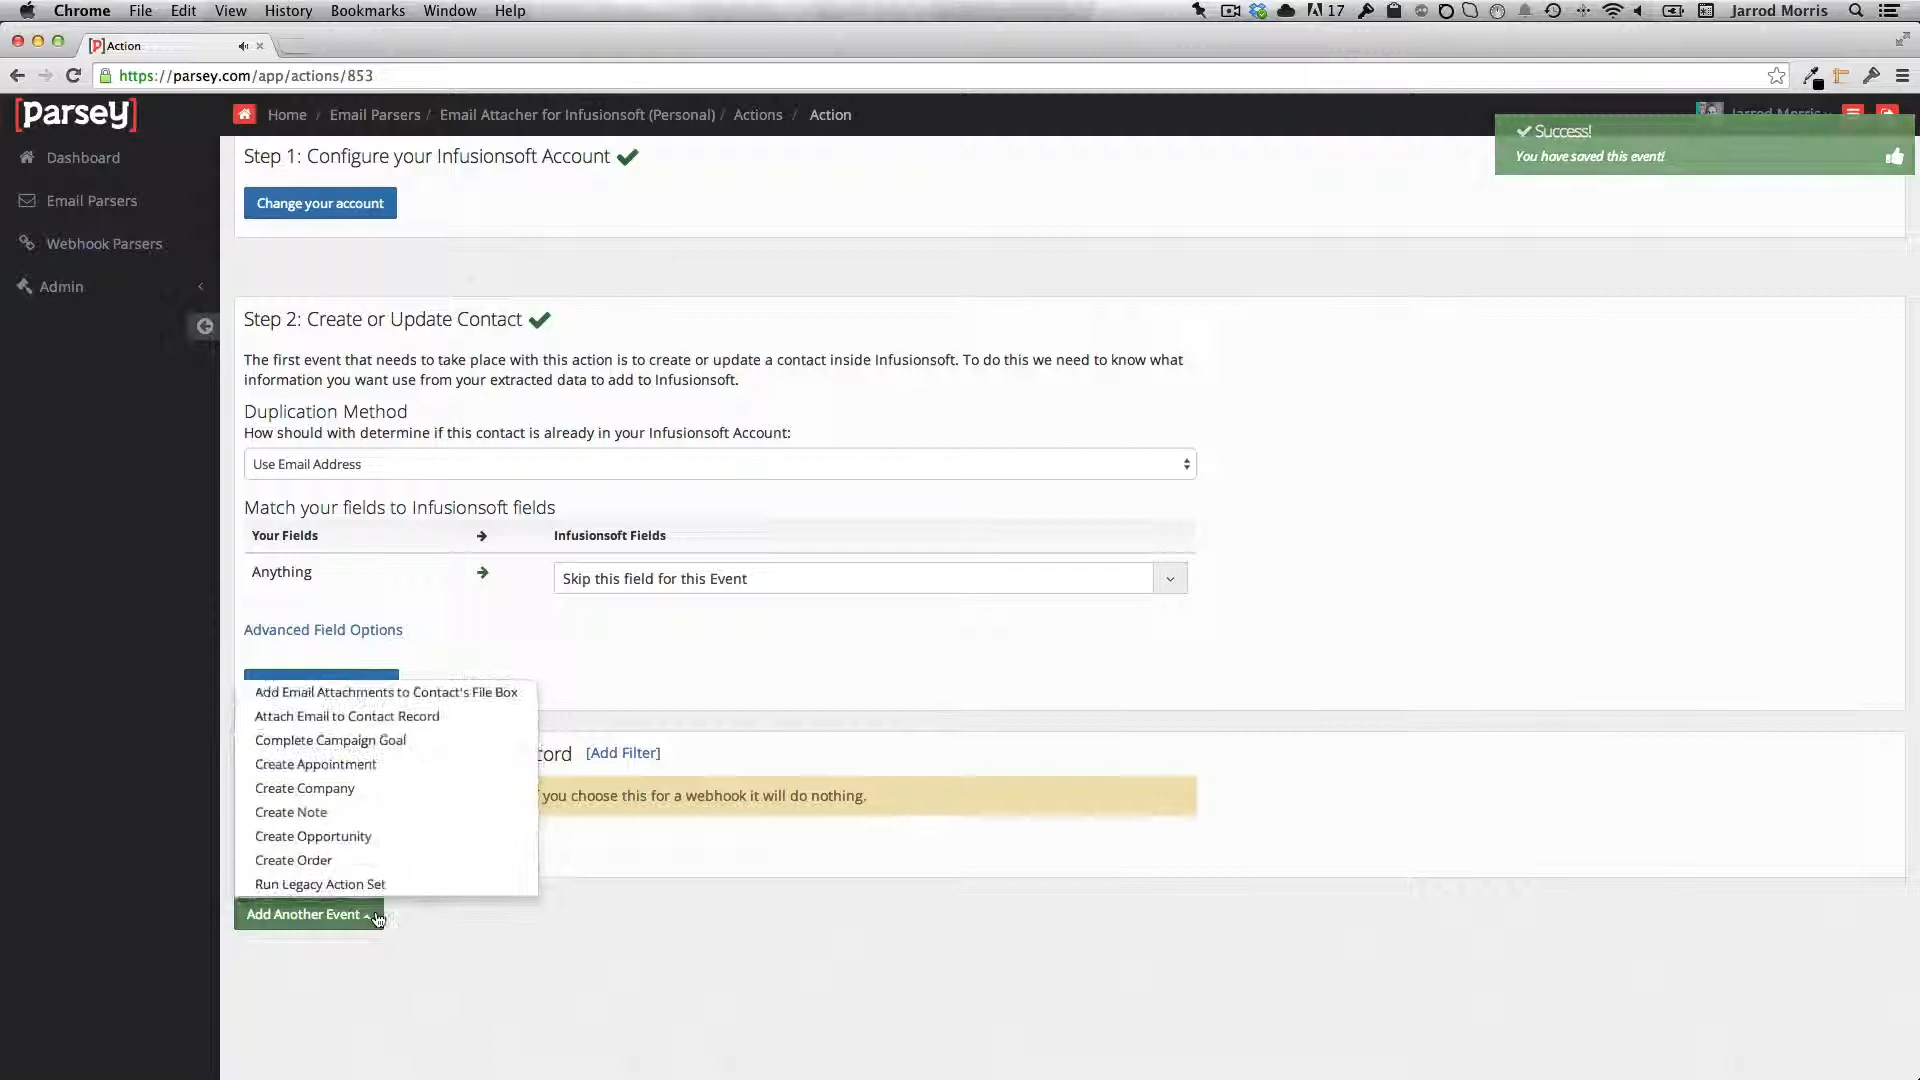 Chrome File Edit View History Bookmarks Window Help 17 Jarrod Morris
[P]Action
https://parsey.com/app/actions/853
[parsey]
Home / Email Parsers / Email Attacher for Infusionsoft (Personal) / Actions / Action
Jarrod Morris
Success!
You have saved this event!
Dashboard
Email Parsers
Webhook Parsers
Admin
Step 1: Configure your Infusionsoft Account
Change your account
Step 2: Create or Update Contact
The first event that needs to take place with this action is to create or update a contact inside Infusionsoft. To do this we need to know what
information you want use from your extracted data to add to Infusionsoft.
Duplication Method
How should with determine if this contact is already in your Infusionsoft Account:
Use Email Address
Match your fields to Infusionsoft fields
Your Fields Infusionsoft Fields
Anything Skip this field for this Event
Advanced Field Options
Add Email Attachments to Contact's File Box
Attach Email to Contact Record
Complete Campaign Goal
Create Appointment
Create Company
Create Note
Create Opportunity
Create Order
Run Legacy Action Set
cord [Add Filter]
you choose this for a webhook it will do nothing.
Add Another Event